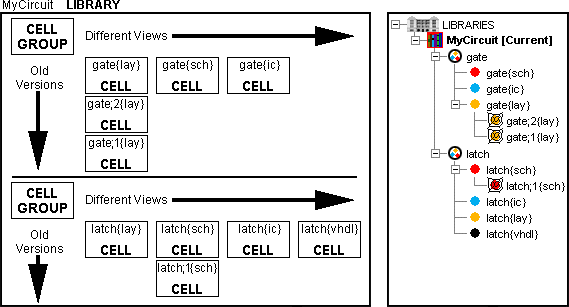 MyCircuit LIBRARY
CELL
GROUP
Different Views
Old
Versions
gate{lay}
CELL
gate{sch}
CELL
gate{ic}
CELL
gate;2{lay}
CELL
gate;1{lay}
CELL
CELL
GROUP
Different Views
Old
Versions
latch{lay}
CELL
latch{sch}
CELL
latch{ic}
CELL
latch{vhdl}
CELL
latch;1{sch}
CELL
LIBRARIES
MyCircuit [Current]
gate
gate{sch}
gate{ic}
gate{lay}
gate;2{lay}
gate;1{lay}
latch
latch{sch}
latch;1{sch}
latch{ic}
latch{lay}
latch{vhdl}